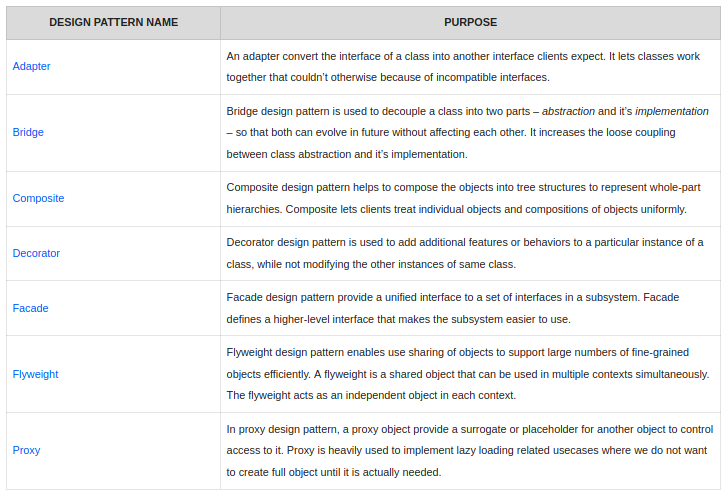 DESIGN PATTERN NAME PURPOSE
Adapter
An adapter convert the interface of a class into another interface clients expect. It lets classes work
together that couldn’t otherwise because of incompatible interfaces.
Bridge
Bridge design pattern is used to decouple a class into two parts – abstraction and it’s implementation
– so that both can evolve in future without affecting each other. It increases the loose coupling
between class abstraction and it’s implementation.
Composite
Composite design pattern helps to compose the objects into tree structures to represent whole-part
hierarchies. Composite lets clients treat individual objects and compositions of objects uniformly.
Decorator
Decorator design pattern is used to add additional features or behaviors to a particular instance of a
class, while not modifying the other instances of same class.
Facade
Facade design pattern provide a unified interface to a set of interfaces in a subsystem. Facade
defines a higher-level interface that makes the subsystem easier to use.
Flyweight
Flyweight design pattern enables use sharing of objects to support large numbers of fine-grained
objects efficiently. A flyweight is a shared object that can be used in multiple contexts simultaneously.
The flyweight acts as an independent object in each context.
Proxy
In proxy design pattern, a proxy object provide a surrogate or placeholder for another object to control
access to it. Proxy is heavily used to implement lazy loading related usecases where we do not want
to create full object until it is actually needed.